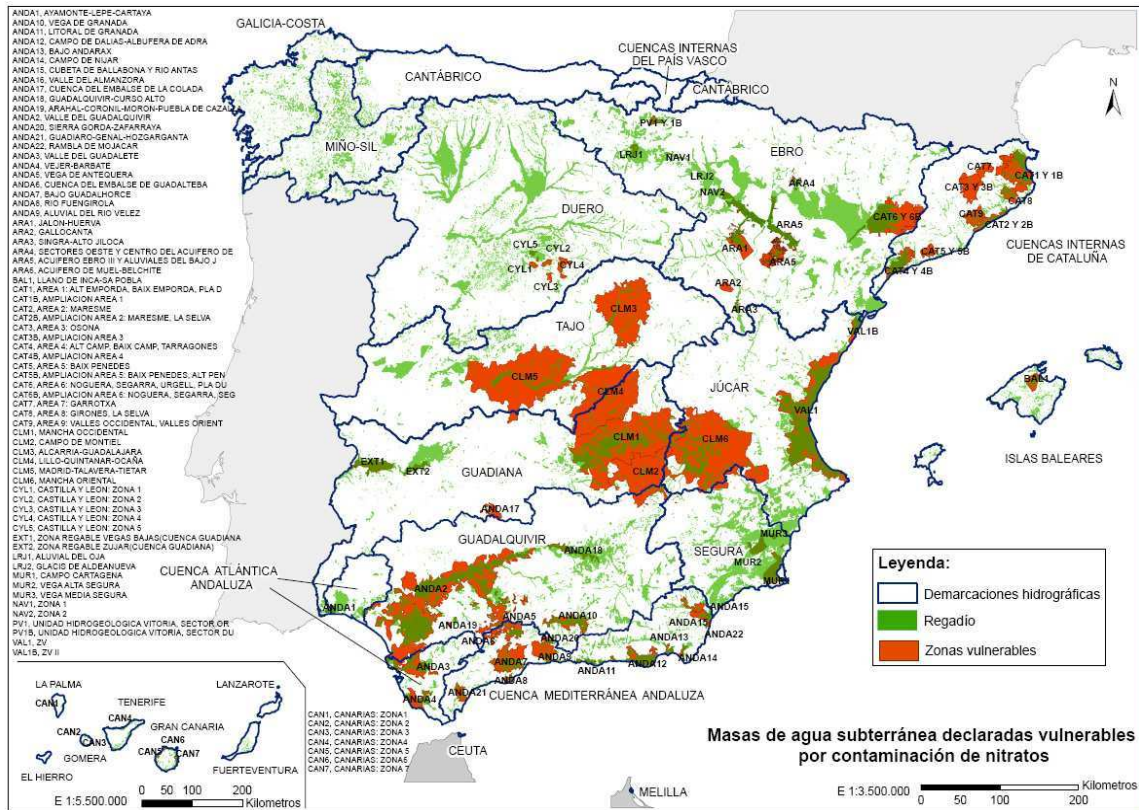 ANDA1, AYAMONTE-LEPE-CARTAYA
ANDA10, VEGA DE GRANADA
ANDA11, LITORAL DE GRANADA
ANDA12, CAMPO DE DALIAS-ALBUFERA DE ADRA
ANDA13, BAJO ANDARAX
ANDA14, CAMPO DE NIJAR
ANDA15, CUBETA DE BALLABONA Y RIO ANTAS
ANDA16, VALLE DEL ALMANZORA
ANDA17, CUENCA DEL EMBALSE DE LA COLADA
ANDA18, GUADALQUIVIR-CURSO ALTO
ANDA19, ARAHAL-CORONIL-MORON-PUEBLA DE CAZALLA
ANDA2, VALLE DEL GUADALQUIVIR
ANDA20, SIERRA GORDA-ZAFARRAYA
ANDA21, GUADIARO-GENAL-HOZGARGANTA
ANDA22, RAMBLA DE MOJACAR
ANDA3, VALLE DEL GUADALETE
ANDA4, VEJER-BARBATE
ANDA5, VEGA DE ANTEQUERA
ANDA6, CUENCA DEL EMBALSE DE GUADALTEBA
ANDA7, BAJO GUADALHORCE
ANDA8, RIO FUENGIROLA
ANDA9, ALUVIAL DEL RIO VELEZ
ARA1, JALON-HUERVA
ARA2, GALLOCANTA
ARA3, SINGRA-ALTO JILOCA
ARA4, SECTORES OESTE Y CENTRO DEL ACUIFERO DE
ARA5, ACUIFERO EBRO III Y ALUVIALES DEL BAJO J
ARA6, ACUIFERO DE MUEL-BELCHITE
BAL1, LLANO DE INCA-SA POBLA
CAT1, AREA 1: ALT EMPORDA, BAIX EMPORDA, PLA D
CAT1B, AMPLIACION AREA 1
CAT2, AREA 2: MARESME
CAT2B, AMPLIACION AREA 2: MARESME, LA SELVA
CAT3, AREA 3: OSONA
CAT3B, AMPLIACION AREA 3
CAT4, AREA 4: ALT CAMP, BAIX CAMP, TARRAGONES
CAT4B, AMPLIACION AREA 4
CAT5, AREA 5: BAIX PENEDES
CAT5B, AMPLIACION AREA 5: BAIX PENEDES, ALT PEN
CAT6, AREA 6: NOGUERA, SEGARRA, URGELL, PLA DU
CAT6B, AMPLIACION AREA 6: NOGUERA, SEGARRA, SEG
CAT7, AREA 7: GARROTXA
CAT8, AREA 8: GIRONES, LA SELVA
CAT9, AREA 9: VALLES OCCIDENTAL, VALLES ORIENT
CLM1, MANCHA OCCIDENTAL
CLM2, CAMPO DE MONTIEL
CLM3, ALCARRIA-GUADALAJARA
CLM4, LILLO-QUINTANAR-OCAÑA
CLM5, MADRID-TALAVERA-TIETAR
CLM6, MANCHA ORIENTAL
CYL1, CASTILLA Y LEON: ZONA 1
CYL2, CASTILLA Y LEON: ZONA 2
CYL3, CASTILLA Y LEON: ZONA 3
CYL4, CASTILLA Y LEON: ZONA 4
CYL5, CASTILLA Y LEON: ZONA 5
EXT1, ZONA REGABLE VEGAS BAJAS(CUENCA GUADIANA
EXT2, ZONA REGABLE ZUJAR(CUENCA GUADIANA)
LRJ1, ALUVIAL DEL OJA
LRJ2, GLACIS DE ALDEANUEVA
MUR1, CAMPO CARTAGENA
MUR2, VEGA ALTA SEGURA
MUR3, VEGA MEDIA SEGURA
NAV1, ZONA 1
NAV2, ZONA 2
PV1, UNIDAD HIDROGEOLOGICA VITORIA, SECTOR OR
PV1B, UNIDAD HIDROGEOLOGICA VITORIA, SECTOR DU
VAL1, ZV
VAL1B, ZV II
GALICIA-COSTA
CANTÁBRICO
CUENCAS INTERNAS
DEL PAÍS VASCO
CANTÁBRICO
N
MIÑO-SIL
PV1 Y 1B
LRJ1
NAV1
EBRO
LRJ2
NAV2
ARA4
CAT7
CAT1 Y 1B
CAT3 Y 3B
CAT8
CAT6 Y 6B
CAT9
CAT2 Y 2B
DUERO
ARA5
ARA1
ARA5
CAT5 Y 5B
CAT4 Y 4B
CUENCAS INTERNAS
DE CATALUÑA
CYL5
CYL2
CYL1
CYL4
CYL3
ARA2
ARA3
CLM3
TAJO
VAL1B
CLM5
CLM4
JÚCAR
BAL1
VAL1
CLM1
CLM6
ISLAS BALEARES
EXT1
EXT2
GUADIANA
CLM2
ANDA17
GUADALQUIVIR
ANDA18
SEGURA
MUR3
MUR2
MUR1
CUENCA ATLÁNTICA
ANDALUZA
ANDA2
ANDA1
ANDA19
ANDA5
ANDA10
ANDA15
ANDA15
ANDA6
ANDA20
ANDA13
ANDA22
ANDA3
ANDA7
ANDA9
ANDA12
ANDA14
ANDA11
ANDA8
ANDA4
ANDA21
CUENCA MEDITERRÁNEA ANDALUZA
CEUTA
MELILLA
Leyenda:
Demarcaciones hidrográficas
Regadío
Zonas vulnerables
LA PALMA
CAN4
TENERIFE
CAN4
LANZAROTE
CAN2
CAN3
GRAN CANARIA
CAN6
CAN5
CAN7
GOMERA
EL HIERRO
FUERTEVENTURA
E 1:5.500.000
0 50 100 200
Kilometros
CAN1, CANARIAS: ZONA1
CAN2, CANARIAS: ZONA 2
CAN3, CANARIAS: ZONA 3
CAN4, CANARIAS: ZONA4
CAN5, CANARIAS: ZONA 5
CAN6, CANARIAS: ZONA6
CAN7, CANARIAS: ZONA 7
Masas de agua subterránea declaradas vulnerables
por contaminación de nitratos
E 1:3.500.000
0 50 100 200
Kilometros